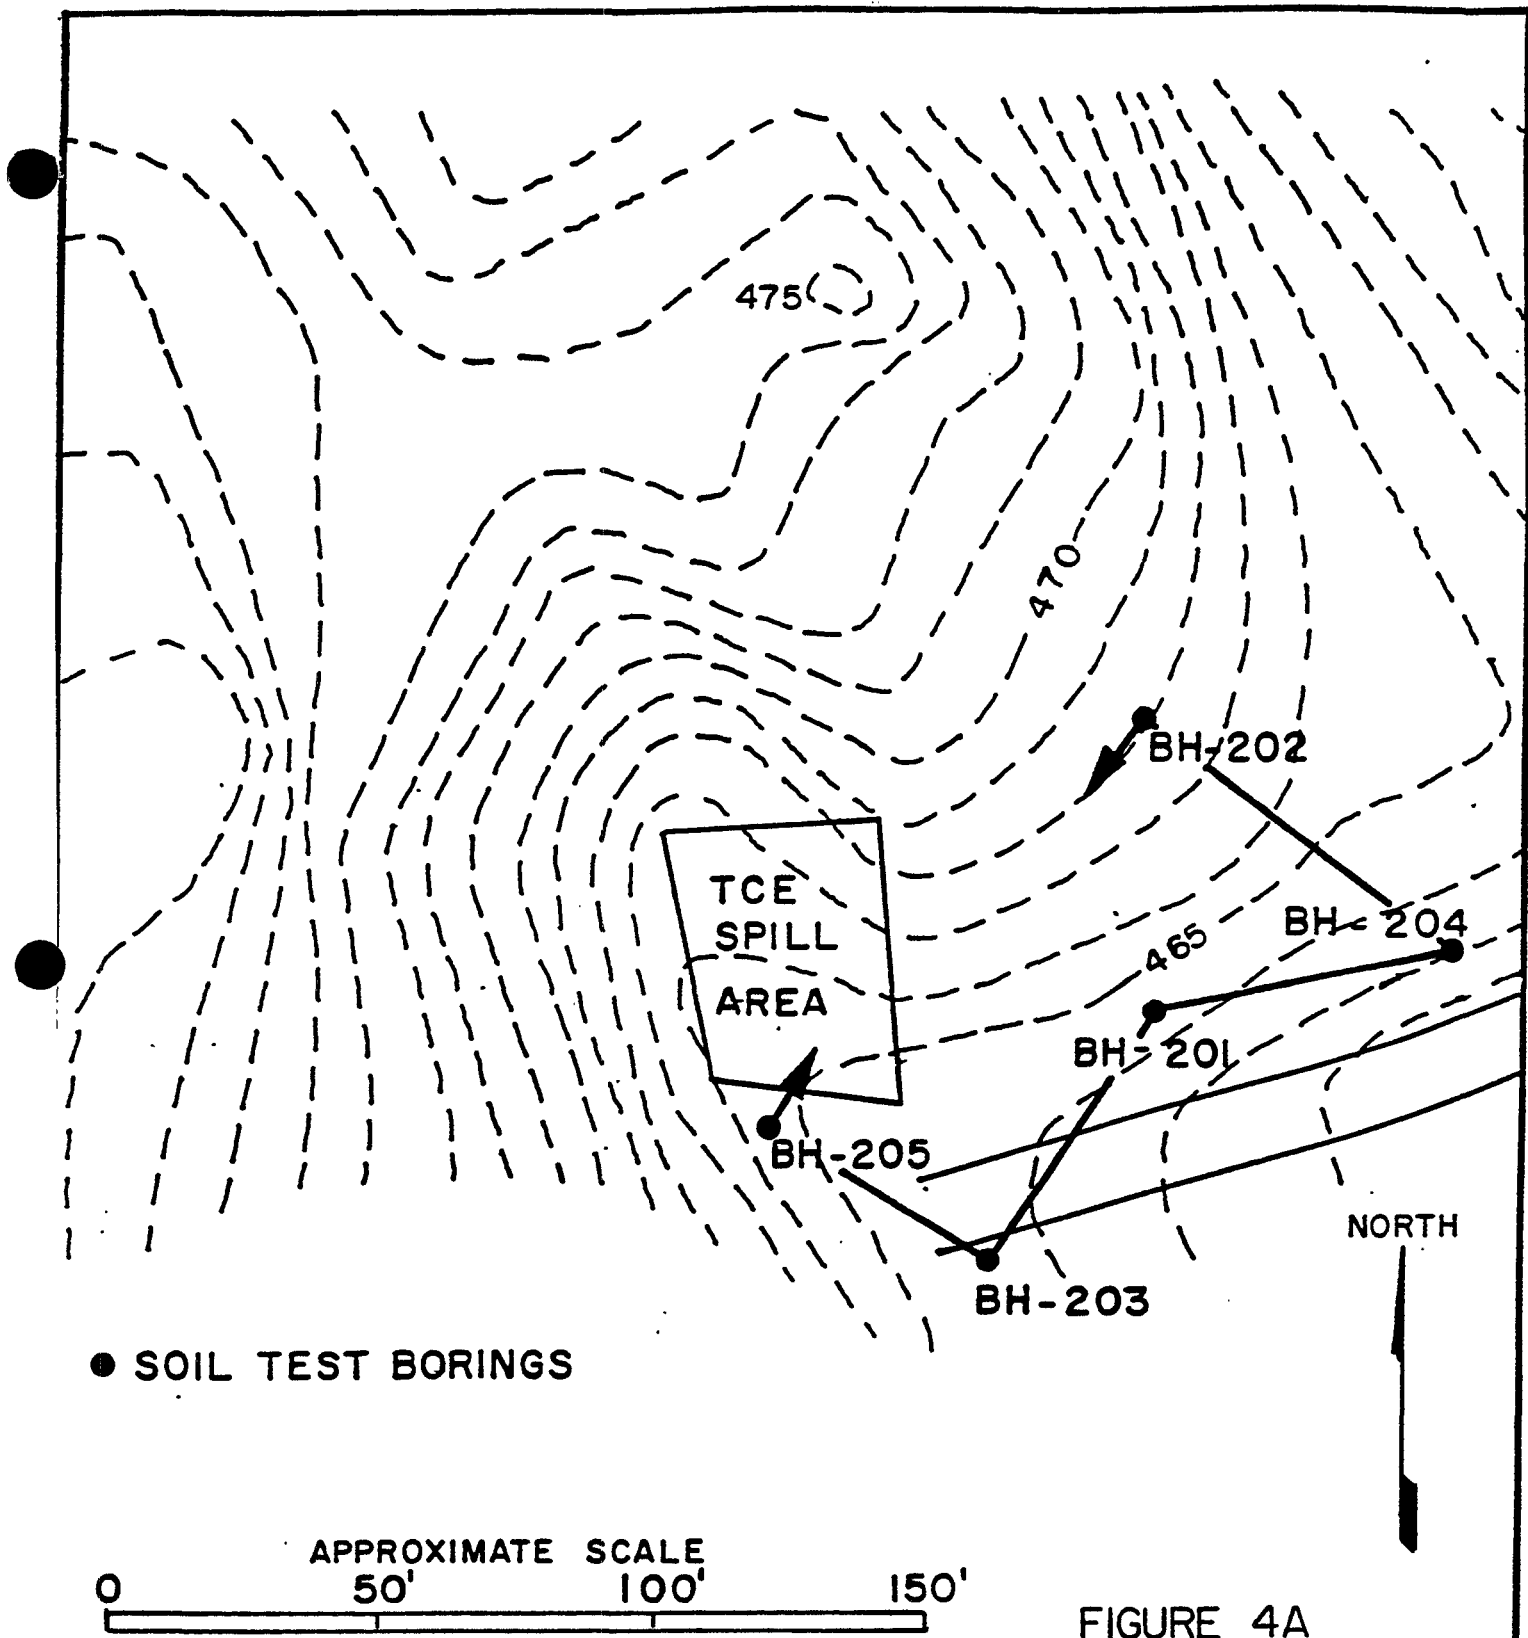 475
470
BH-202
TCE
SPILL
AREA
BH-204
465
BH-201
BH-205
NORTH
BH-203
SOIL TEST BORINGS
APPROXIMATE SCALE
0 50' 100' 150'
FIGURE 4A